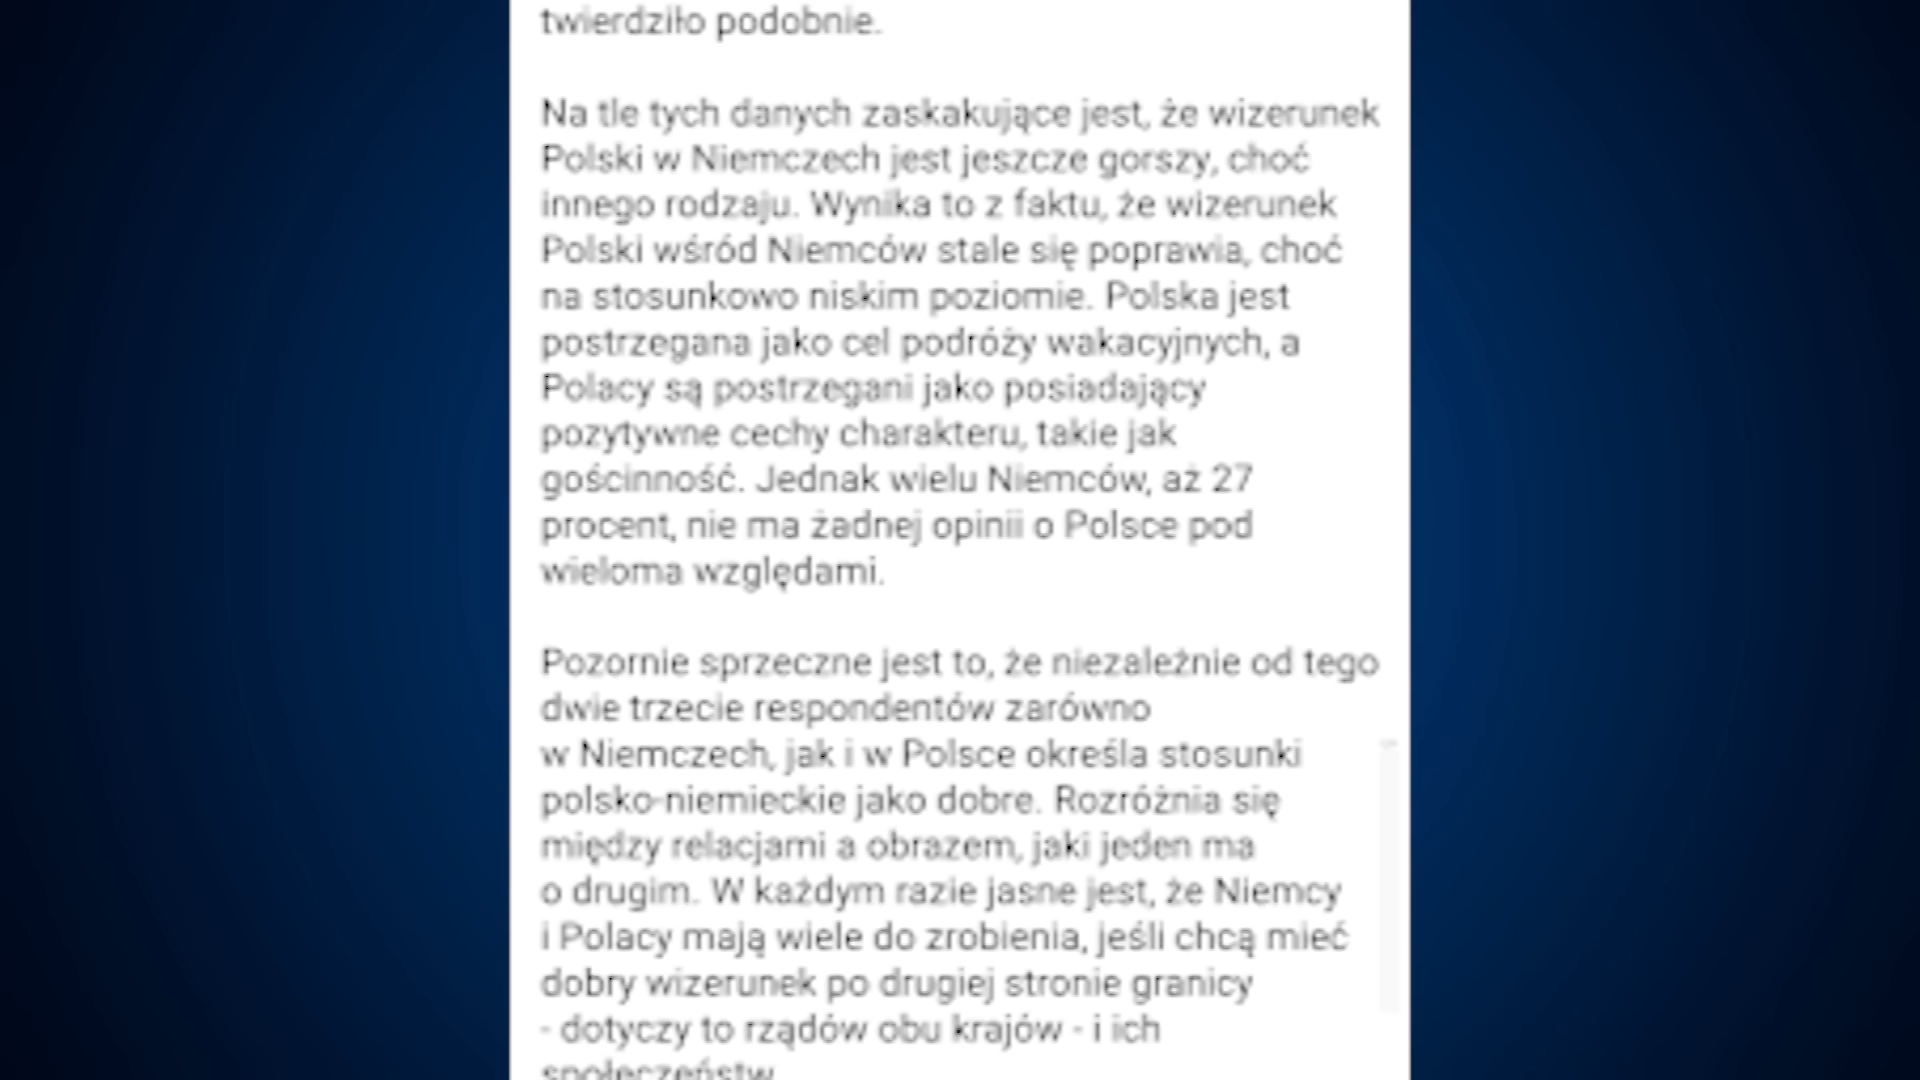 twierdziło podobnie.
Na tle tych danych zaskakujące jest, że wizerunek
Polski w Niemczech jest jeszcze gorszy, choć
innego rodzaju. Wynika to z faktu, że wizerunek
Polski wśród Niemców stale się poprawia, choć
na stosunkowo niskim poziomie. Polska jest
postrzegana jako cel podróży wakacyjnych, a
Polacy są postrzegani jako posiadający
pozytywne cechy charakteru, takie jak
gościnność. Jednak wielu Niemców, aż 27
procent, nie ma żadnej opinii o Polsce pod
wieloma względami.
Pozornie sprzeczne jest to, że niezależnie od tego
dwie trzecie respondentów zarówno
w Niemczech, jak i w Polsce określa stosunki
polsko-niemieckie jako dobre. Rozróżnia się
między relacjami a obrazem, jaki jeden ma
o drugim. W każdym razie jasne jest, że Niemcy
i Polacy mają wiele do zrobienia, jeśli chcą mieć
dobry wizerunek po drugiej stronie granicy
- dotyczy to rządów obu krajów - i ich
społeczeństw